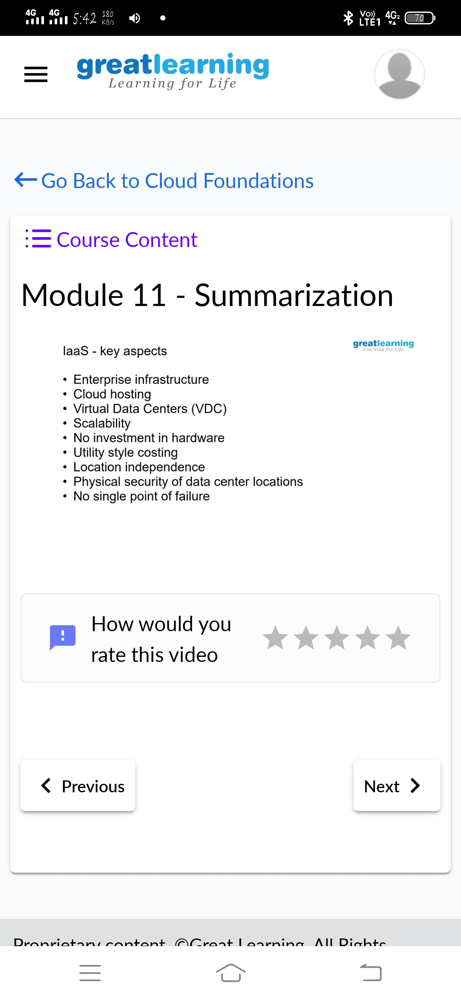 4G 4G 5:42 180 KB/s Vo)) LTE1 4G2 70
greatlearning
Learning for Life
Go Back to Cloud Foundations
Course Content
Module 11 - Summarization
greatlearning
Learning for Life
IaaS - key aspects
• Enterprise infrastructure
• Cloud hosting
• Virtual Data Centers (VDC)
• Scalability
• No investment in hardware
• Utility style costing
• Location independence
• Physical security of data center locations
• No single point of failure
How would you
rate this video
Previous
Next
Proprietary content. ©Great Learning. All Rights